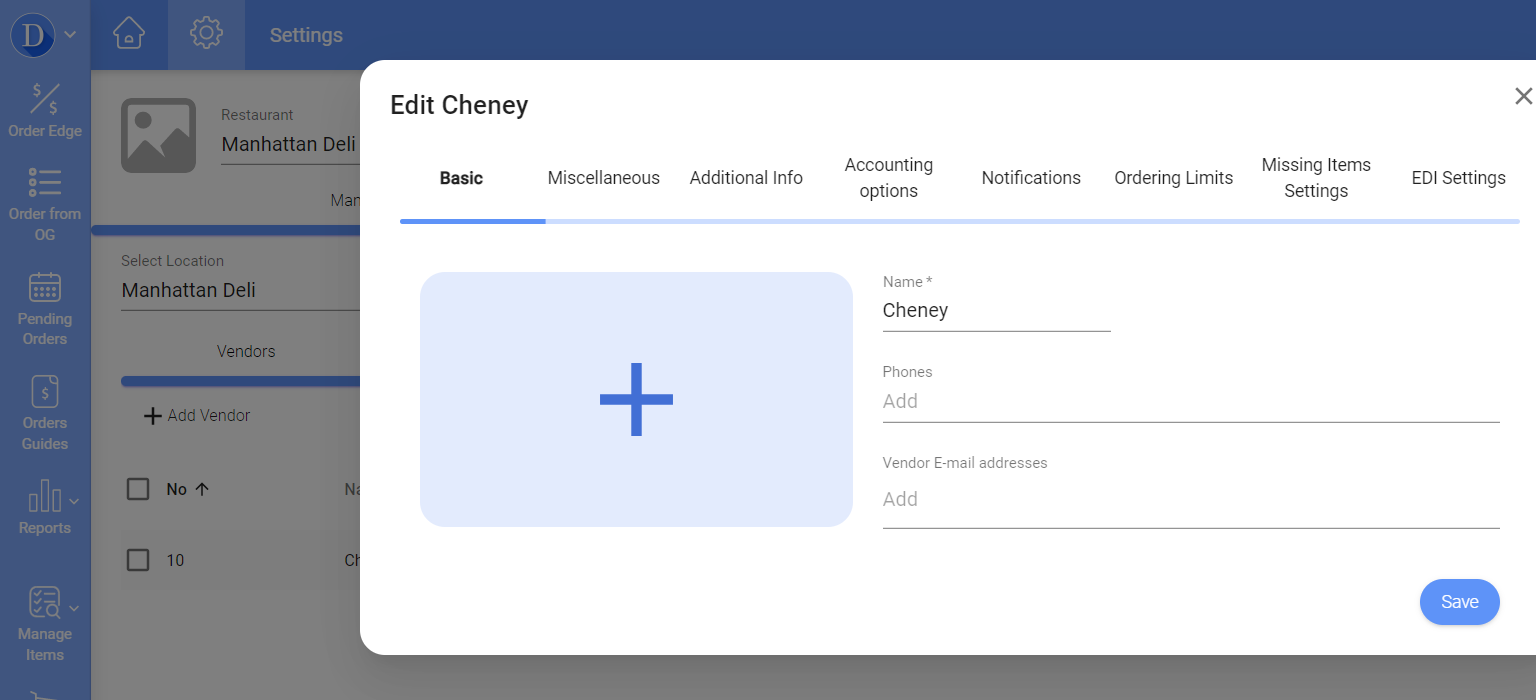 D
Settings
Order Edge
Order from
OG
Pending
Orders
Orders
Guides
Reports
Manage
Items
Restaurant
Manhattan Deli
Man
Select Location
Manhattan Deli
Vendors
Add Vendor
No
Na
10
Ch
Edit Cheney
Basic
Miscellaneous
Additional Info
Accounting
options
Notifications
Ordering Limits
Missing Items
Settings
EDI Settings
Name *
Cheney
Phones
Add
Vendor E-mail addresses
Add
Save